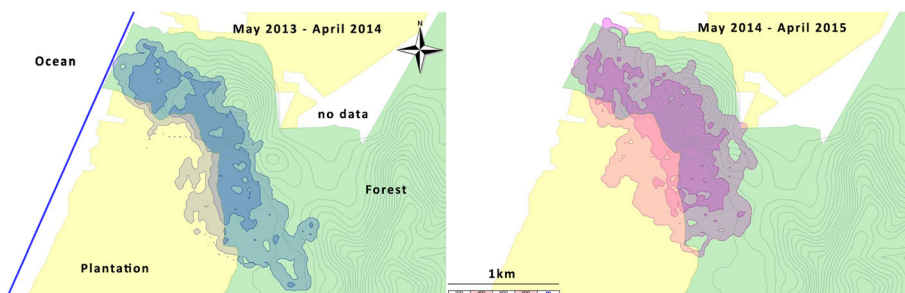 May 2013 - April 2014
N
Ocean
no data
Forest
Plantation
May 2014 - April 2015
1km